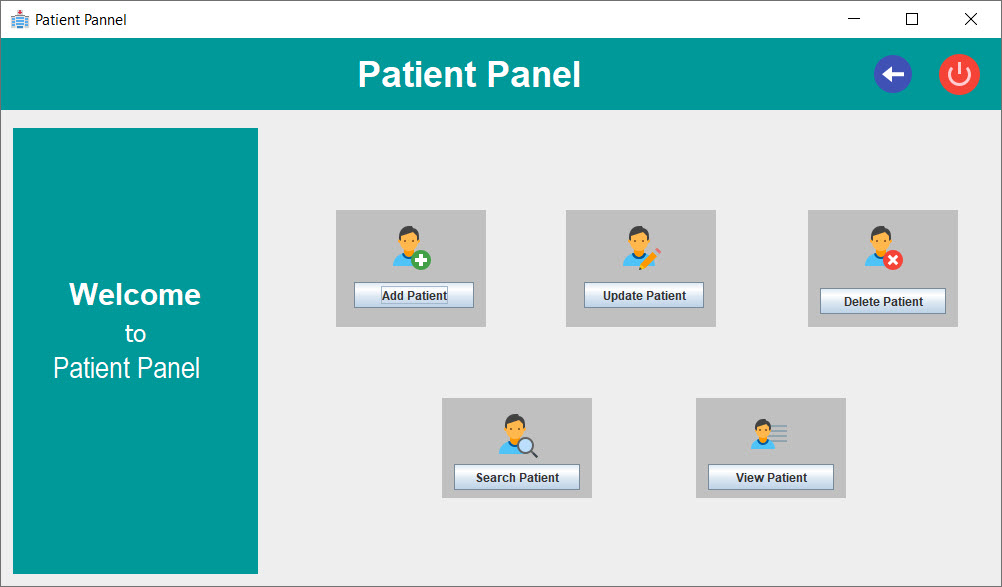 Patient Pannel
Patient Panel
Welcome
to
Patient Panel
Add Patient
Update Patient
Delete Patient
Search Patient
View Patient